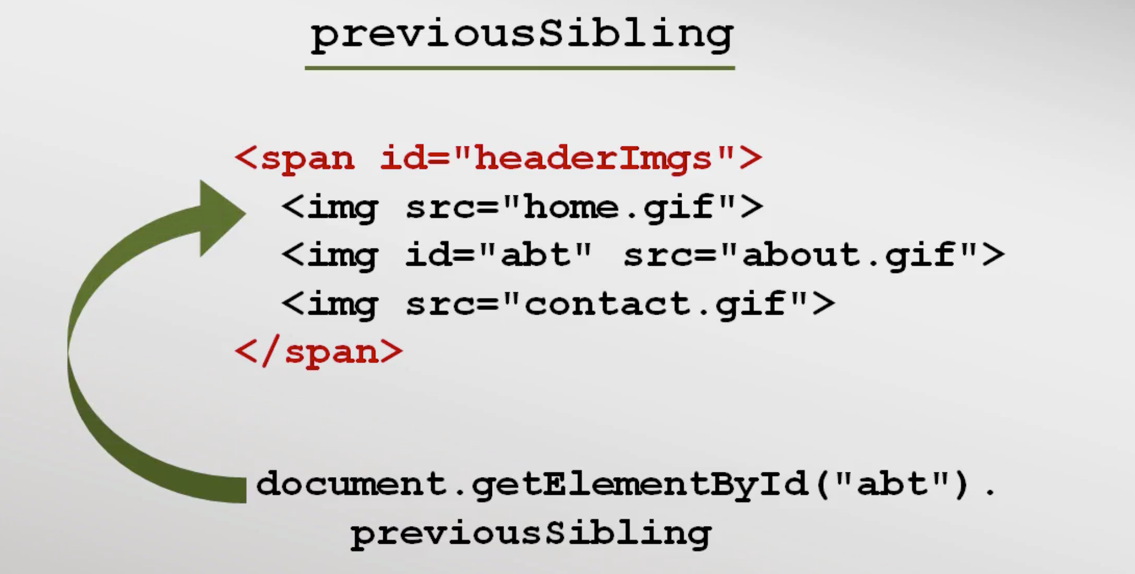 previousSibling
<span id="headerImgs">
<img src="home.gif">
<img id="abt" src="about.gif">
<img src="contact.gif">
</span>
document.getElementById("abt").
previousSibling